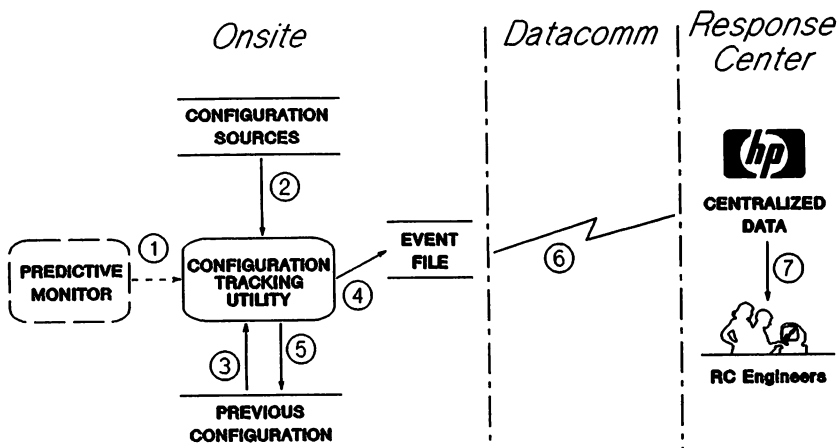 Onsite
Datacomm
Response
Center
CONFIGURATION
SOURCES
②
hp
CENTRALIZED
DATA
①
PREDICTIVE
MONITOR
CONFIGURATION
TRACKING
UTILITY
④
EVENT
FILE
⑥
⑦
③
⑤
RC Engineers
PREVIOUS
CONFIGURATION